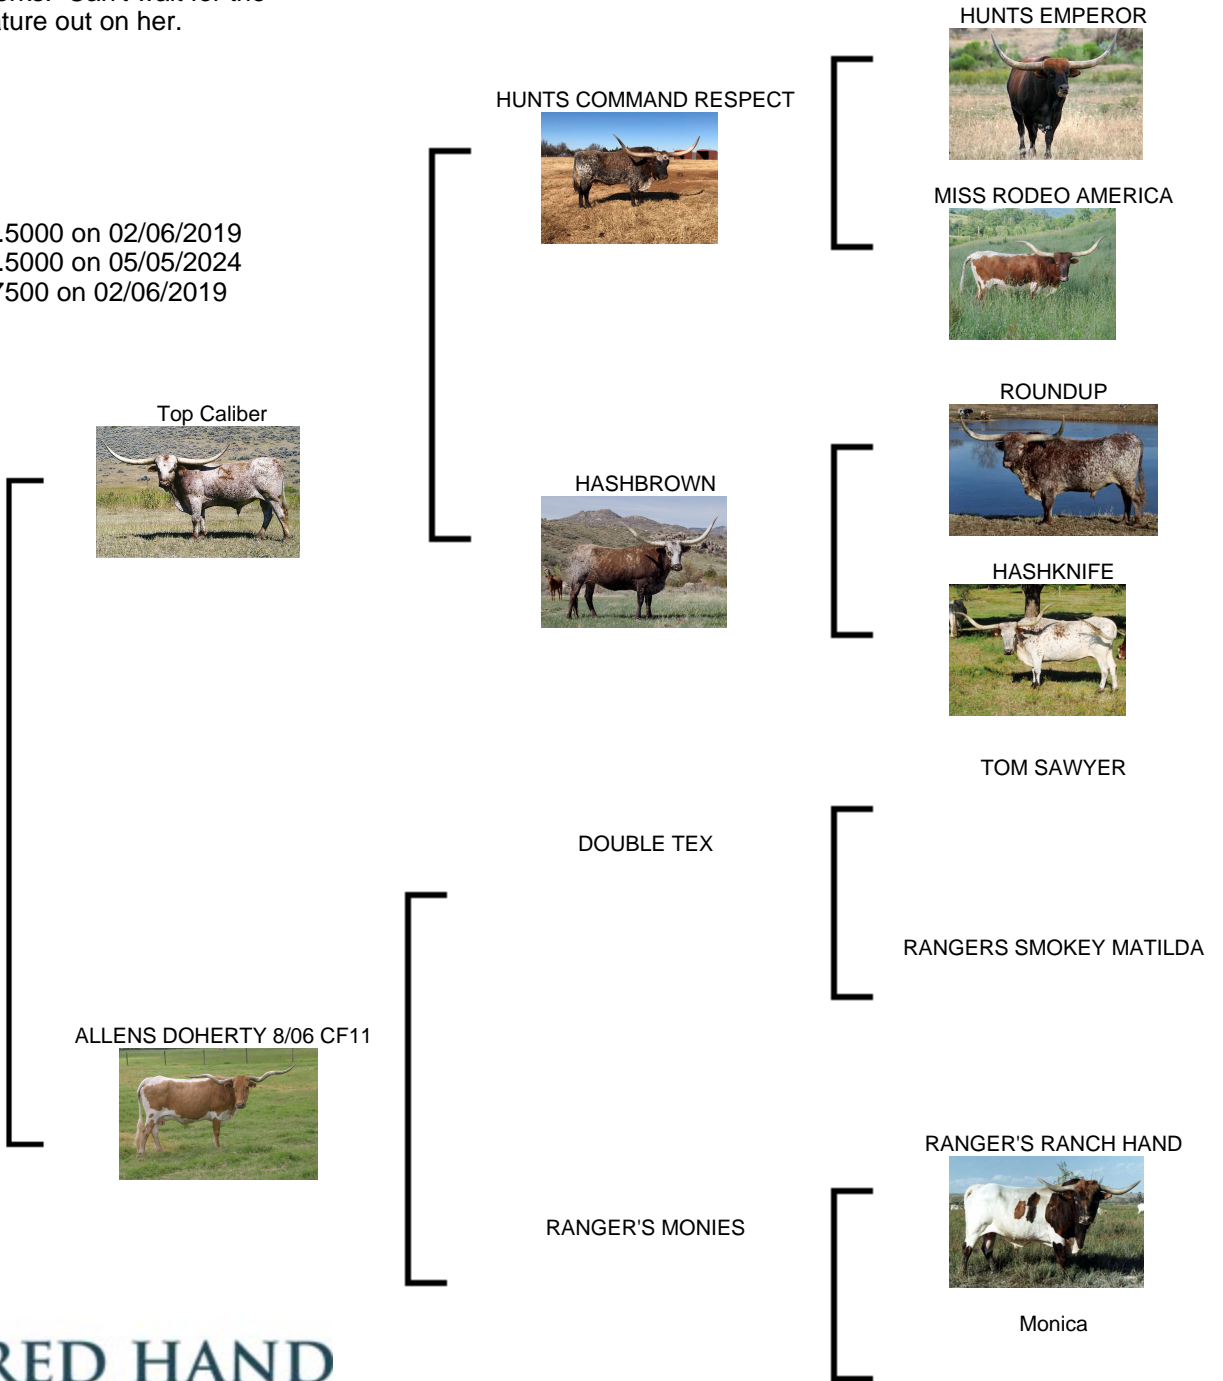 ature out on her.
.5000 on 02/06/2019
.5000 on 05/05/2024
7500 on 02/06/2019
Top Caliber
ALLENS DOHERTY 8/06 CF11
HUNTS COMMAND RESPECT
HASHBROWN
DOUBLE TEX
RANGER'S MONIES
HUNTS EMPEROR
MISS RODEO AMERICA
ROUNDUP
HASHKNIFE
TOM SAWYER
RANGERS SMOKEY MATILDA
RANGER'S RANCH HAND
Monica
RED HAND